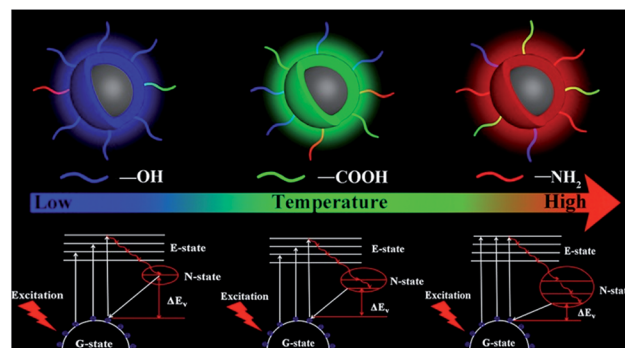 —OH —COOH —NH2
Low Temperature High
E-state E-state E-state
N-state N-state N-state
Excitation ΔEv Excitation ΔEv Excitation ΔEv
G-state G-state G-state